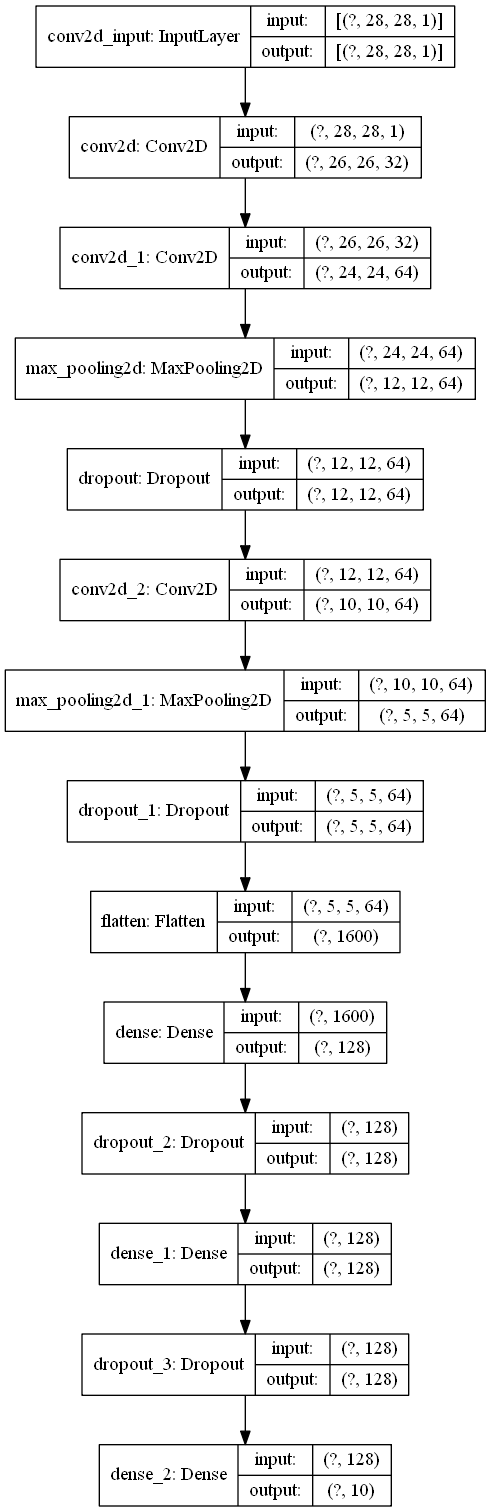 conv2d_input: InputLayer
input: [(?, 28, 28, 1)]
output: [(?, 28, 28, 1)]
conv2d: Conv2D
input: (?, 28, 28, 1)
output: (?, 26, 26, 32)
conv2d_1: Conv2D
input: (?, 26, 26, 32)
output: (?, 24, 24, 64)
max_pooling2d: MaxPooling2D
input: (?, 24, 24, 64)
output: (?, 12, 12, 64)
dropout: Dropout
input: (?, 12, 12, 64)
output: (?, 12, 12, 64)
conv2d_2: Conv2D
input: (?, 12, 12, 64)
output: (?, 10, 10, 64)
max_pooling2d_1: MaxPooling2D
input: (?, 10, 10, 64)
output: (?, 5, 5, 64)
dropout_1: Dropout
input: (?, 5, 5, 64)
output: (?, 5, 5, 64)
flatten: Flatten
input: (?, 5, 5, 64)
output: (?, 1600)
dense: Dense
input: (?, 1600)
output: (?, 128)
dropout_2: Dropout
input: (?, 128)
output: (?, 128)
dense_1: Dense
input: (?, 128)
output: (?, 128)
dropout_3: Dropout
input: (?, 128)
output: (?, 128)
dense_2: Dense
input: (?, 128)
output: (?, 10)